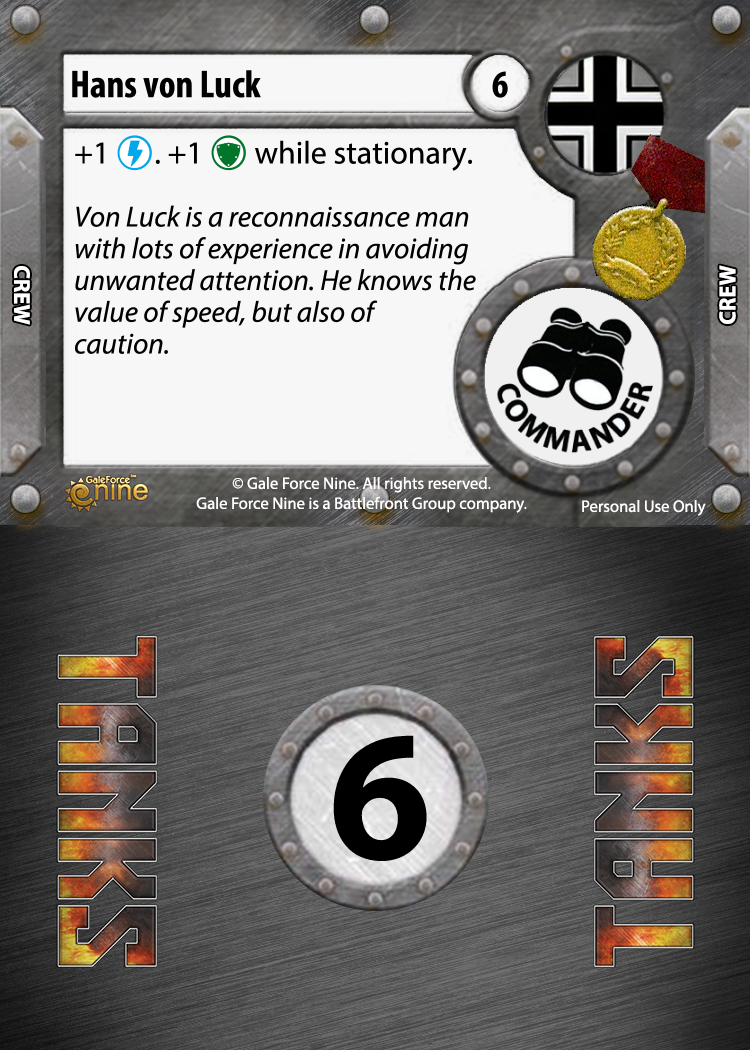 Hans von Luck
6
+1 . +1 while stationary.
Von Luck is a reconnaissance man
with lots of experience in avoiding
unwanted attention. He knows the
value of speed, but also of
caution.
CREW
CREW
COMMANDER
GaleForce™
nine
© Gale Force Nine. All rights reserved.
Gale Force Nine is a Battlefront Group company.
Personal Use Only
TANKS
6
TANKS